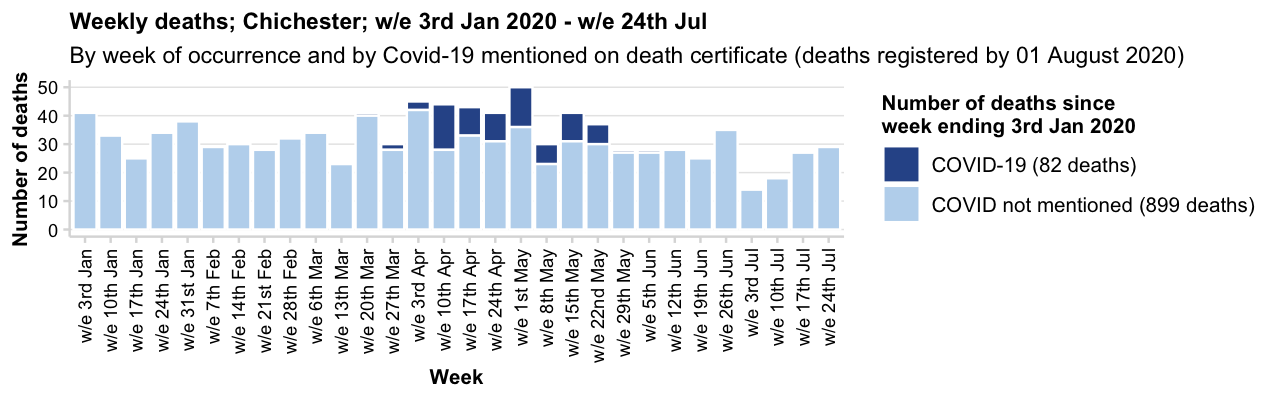 Weekly deaths; Chichester; w/e 3rd Jan 2020 - w/e 24th Jul
By week of occurrence and by Covid-19 mentioned on death certificate (deaths registered by 01 August 2020)
Number of deaths
50
40
30
20
10
0
w/e 3rd Jan
w/e 10th Jan
w/e 17th Jan
w/e 24th Jan
w/e 31st Jan
w/e 7th Feb
w/e 14th Feb
w/e 21st Feb
w/e 28th Feb
w/e 6th Mar
w/e 13th Mar
w/e 20th Mar
w/e 27th Mar
w/e 3rd Apr
w/e 10th Apr
w/e 17th Apr
w/e 24th Apr
w/e 1st May
w/e 8th May
w/e 15th May
w/e 22nd May
w/e 29th May
w/e 5th Jun
w/e 12th Jun
w/e 19th Jun
w/e 26th Jun
w/e 3rd Jul
w/e 10th Jul
w/e 17th Jul
w/e 24th Jul
Week
Number of deaths since
week ending 3rd Jan 2020
COVID-19 (82 deaths)
COVID not mentioned (899 deaths)